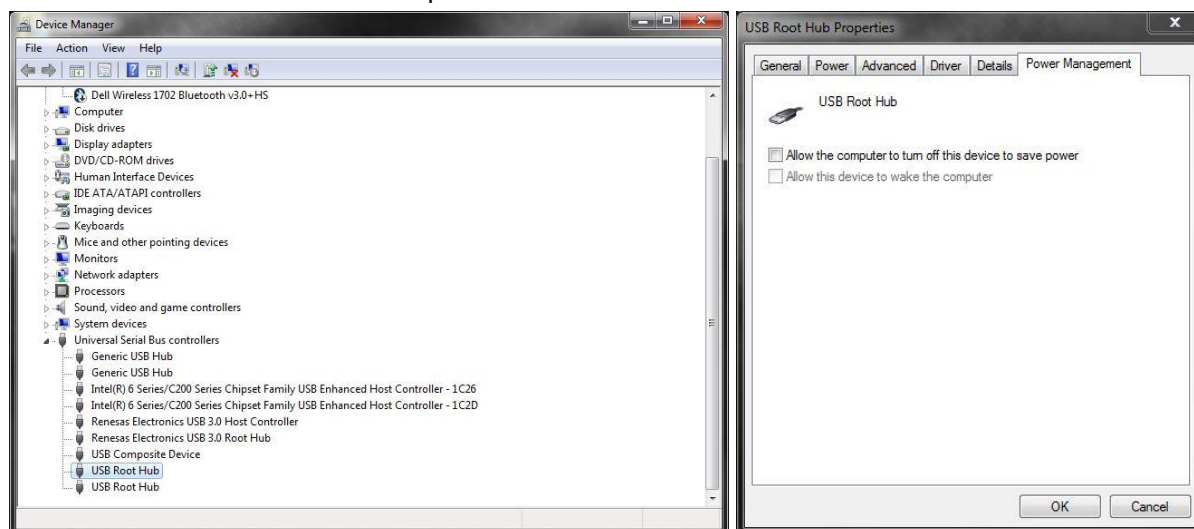 Device Manager
File Action View Help
Dell Wireless 1702 Bluetooth v3.0+HS
Computer
Disk drives
Display adapters
DVD/CD-ROM drives
Human Interface Devices
IDE ATA/ATAPI controllers
Imaging devices
Keyboards
Mice and other pointing devices
Monitors
Network adapters
Processors
Sound, video and game controllers
System devices
Universal Serial Bus controllers
Generic USB Hub
Generic USB Hub
Intel(R) 6 Series/C200 Series Chipset Family USB Enhanced Host Controller - 1C26
Intel(R) 6 Series/C200 Series Chipset Family USB Enhanced Host Controller - 1C2D
Renesas Electronics USB 3.0 Host Controller
Renesas Electronics USB 3.0 Root Hub
USB Composite Device
USB Root Hub
USB Root Hub
USB Root Hub Properties
General Power Advanced Driver Details Power Management
USB Root Hub
Allow the computer to turn off this device to save power
Allow this device to wake the computer
OK Cancel